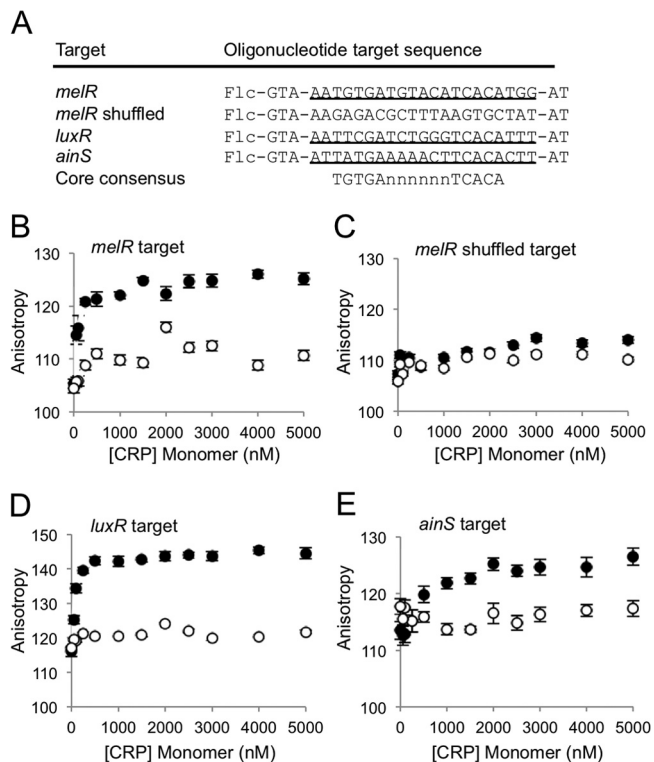 A
Target Oligonucleotide target sequence
melR Flc-GTA-AATGTGATGTACATCACATGG-AT
melR shuffled Flc-GTA-AAGAGACGCTTTAAGTGCTAT-AT
luxR Flc-GTA-AATTCGATCTGGGTCACATTT-AT
ainS Flc-GTA-ATTATGAAAAACTTCACACTT-AT
Core consensus TGTGAnnnnnnTCACA
B
melR target
Anisotropy
130
120
110
100
0 1000 2000 3000 4000 5000
[CRP] Monomer (nM)
C
melR shuffled target
Anisotropy
130
120
110
100
0 1000 2000 3000 4000 5000
[CRP] Monomer (nM)
D
luxR target
Anisotropy
150
140
130
120
110
100
0 1000 2000 3000 4000 5000
[CRP] Monomer (nM)
E
ainS target
Anisotropy
130
120
110
100
0 1000 2000 3000 4000 5000
[CRP] Monomer (nM)